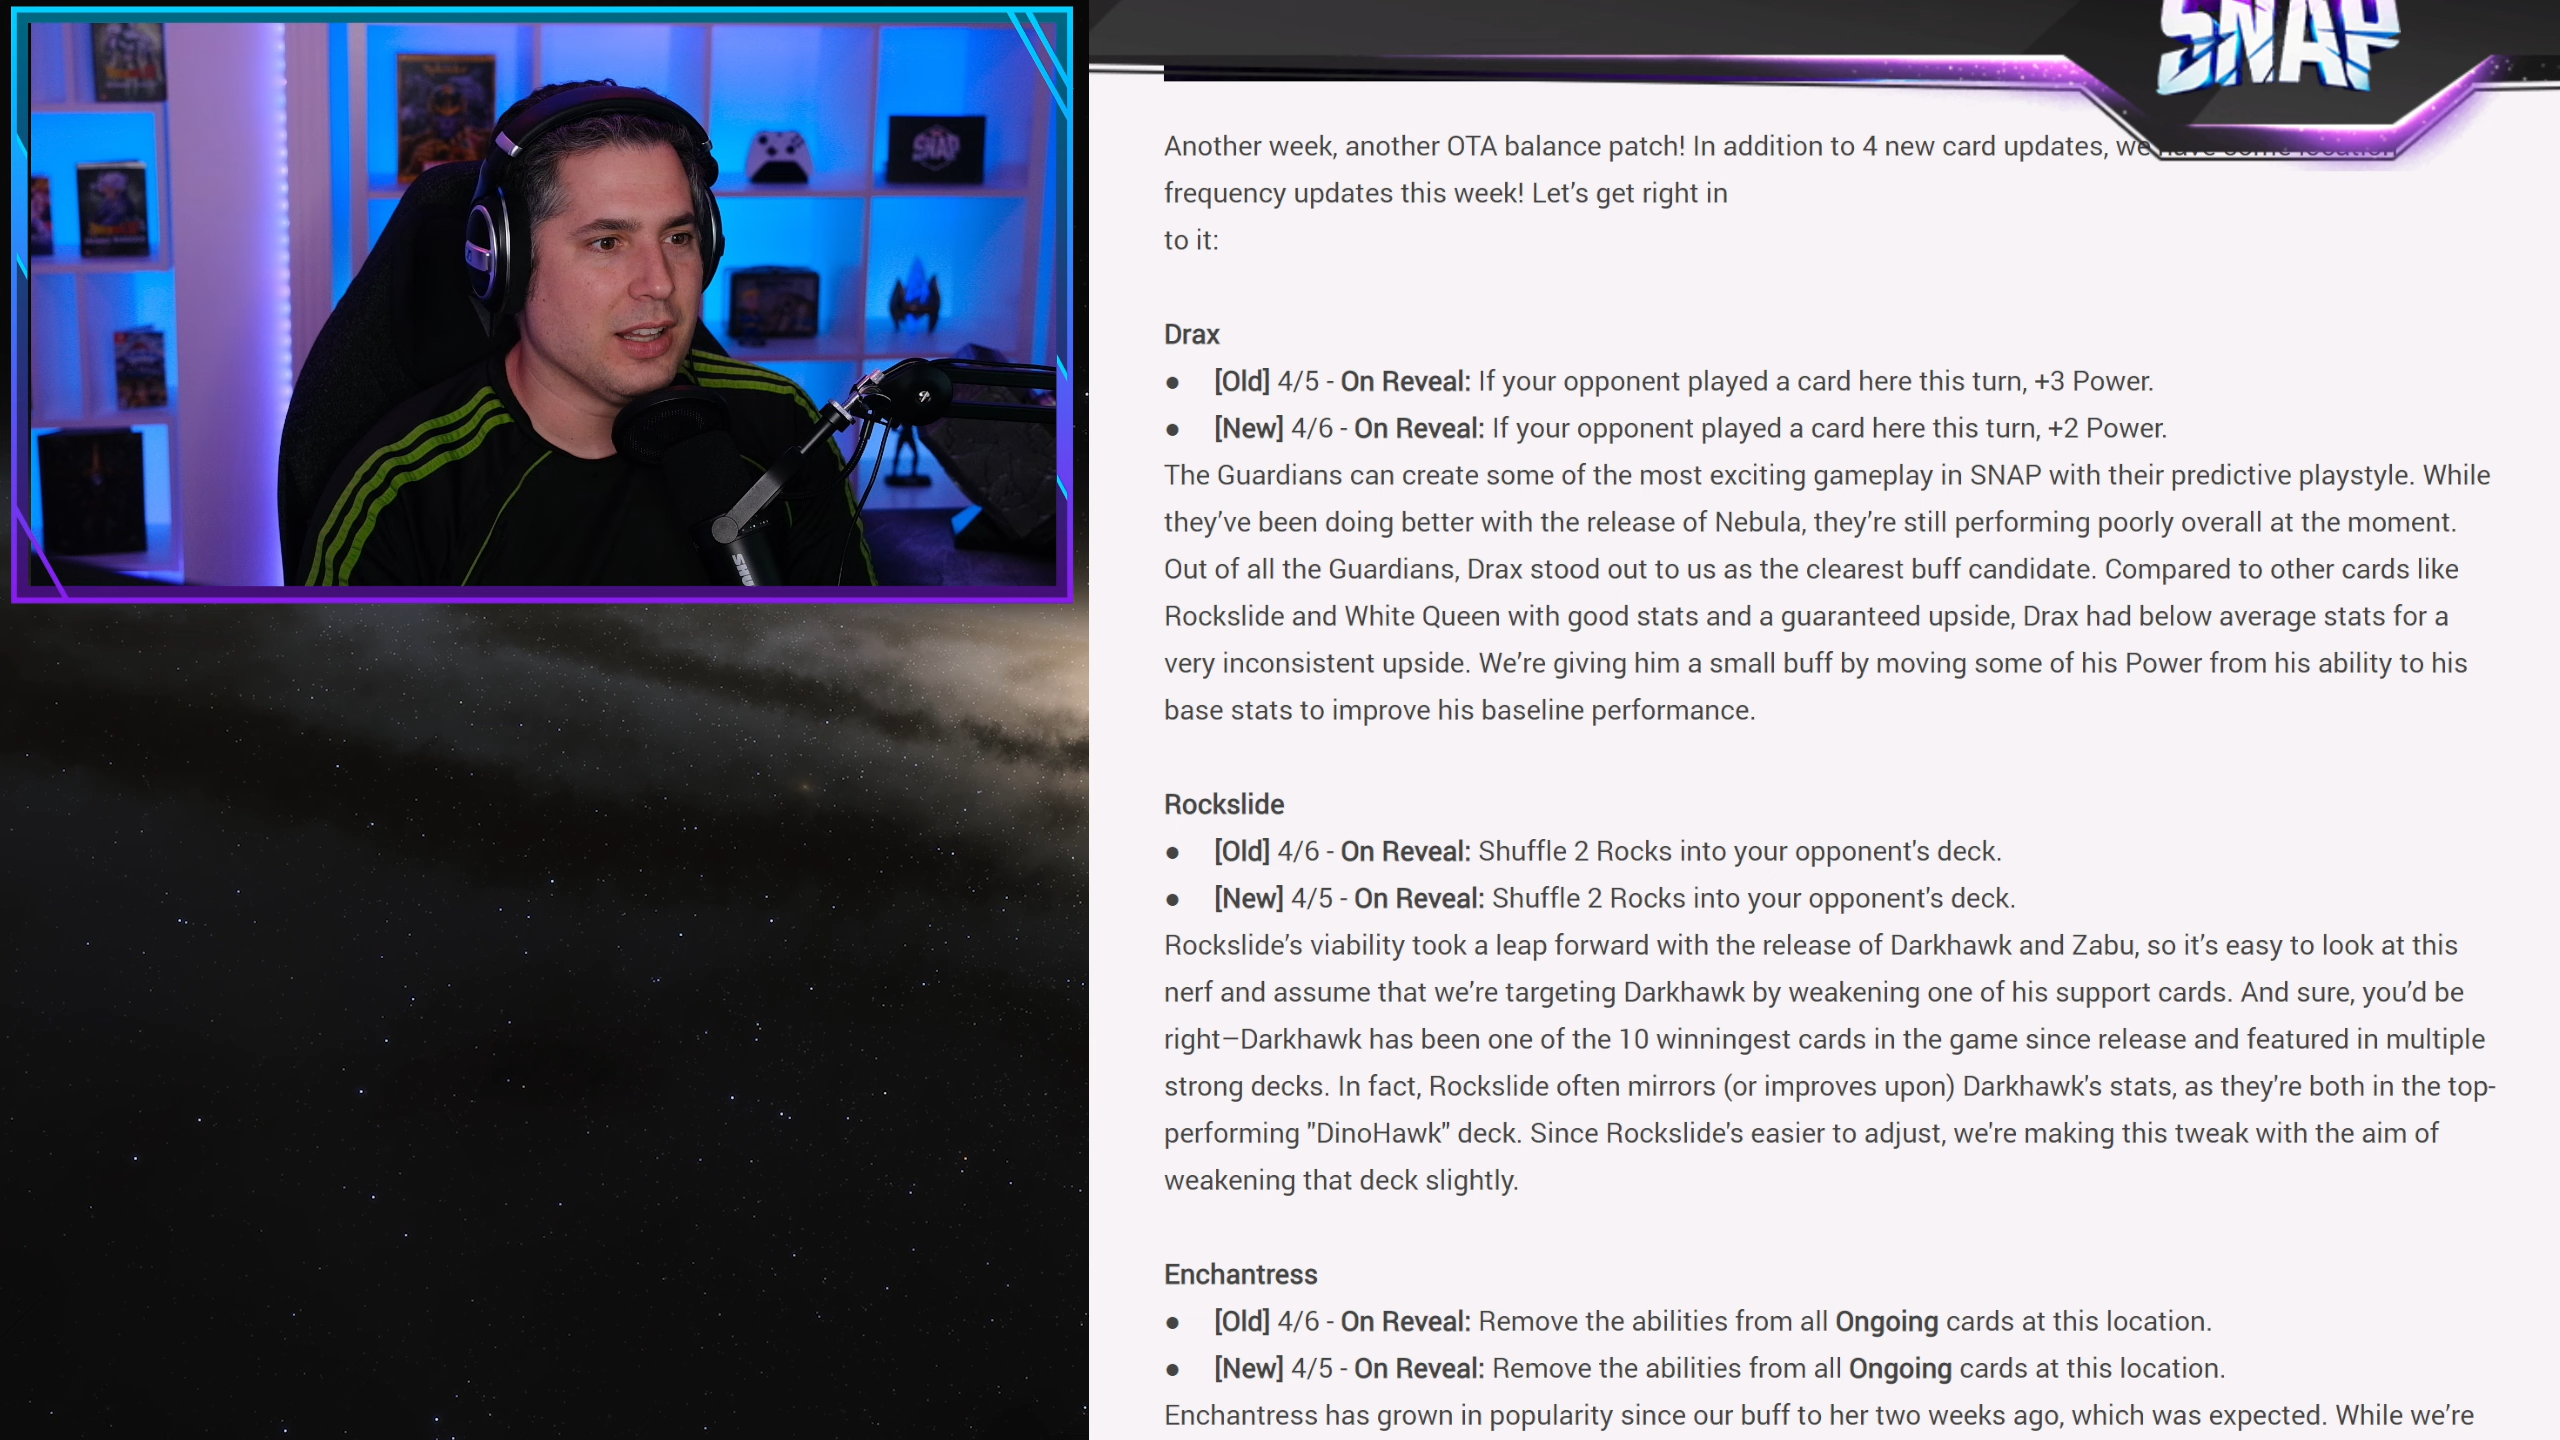 SNAP
SNAP
SHU
Another week, another OTA balance patch! In addition to 4 new card updates, we have some location
frequency updates this week! Let’s get right in
to it:
Drax
● [Old] 4/5 - On Reveal: If your opponent played a card here this turn, +3 Power.
● [New] 4/6 - On Reveal: If your opponent played a card here this turn, +2 Power.
The Guardians can create some of the most exciting gameplay in SNAP with their predictive playstyle. While
they’ve been doing better with the release of Nebula, they’re still performing poorly overall at the moment.
Out of all the Guardians, Drax stood out to us as the clearest buff candidate. Compared to other cards like
Rockslide and White Queen with good stats and a guaranteed upside, Drax had below average stats for a
very inconsistent upside. We’re giving him a small buff by moving some of his Power from his ability to his
base stats to improve his baseline performance.
Rockslide
● [Old] 4/6 - On Reveal: Shuffle 2 Rocks into your opponent's deck.
● [New] 4/5 - On Reveal: Shuffle 2 Rocks into your opponent's deck.
Rockslide’s viability took a leap forward with the release of Darkhawk and Zabu, so it’s easy to look at this
nerf and assume that we’re targeting Darkhawk by weakening one of his support cards. And sure, you’d be
right–Darkhawk has been one of the 10 winningest cards in the game since release and featured in multiple
strong decks. In fact, Rockslide often mirrors (or improves upon) Darkhawk's stats, as they're both in the top-
performing "DinoHawk" deck. Since Rockslide's easier to adjust, we're making this tweak with the aim of
weakening that deck slightly.
Enchantress
● [Old] 4/6 - On Reveal: Remove the abilities from all Ongoing cards at this location.
● [New] 4/5 - On Reveal: Remove the abilities from all Ongoing cards at this location.
Enchantress has grown in popularity since our buff to her two weeks ago, which was expected. While we’re